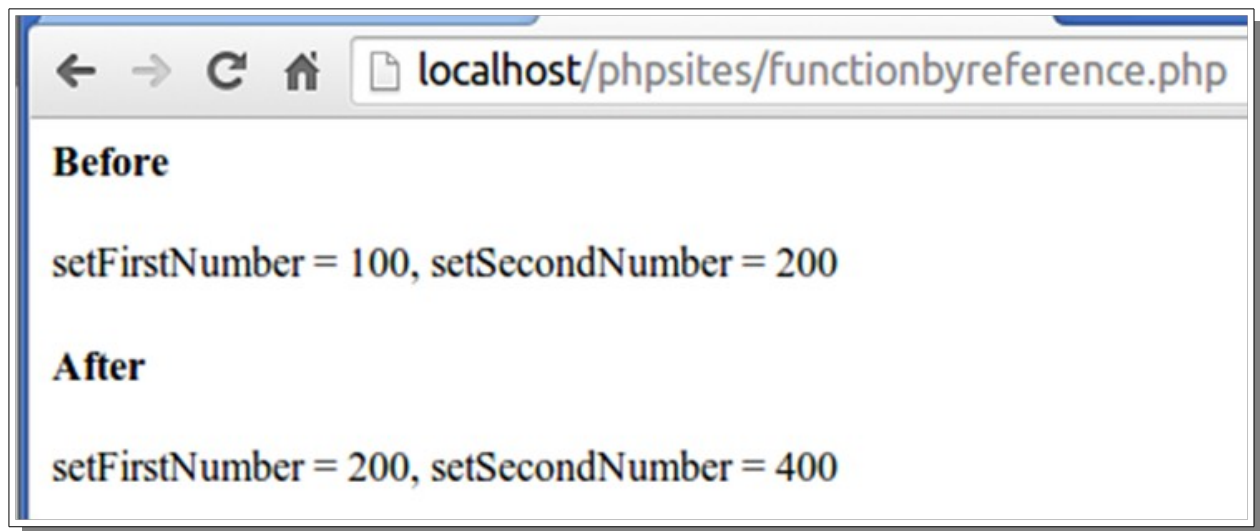 localhost/phpsites/functionbyreference.php
Before
setFirstNumber = 100, setSecondNumber = 200
After
setFirstNumber = 200, setSecondNumber = 400